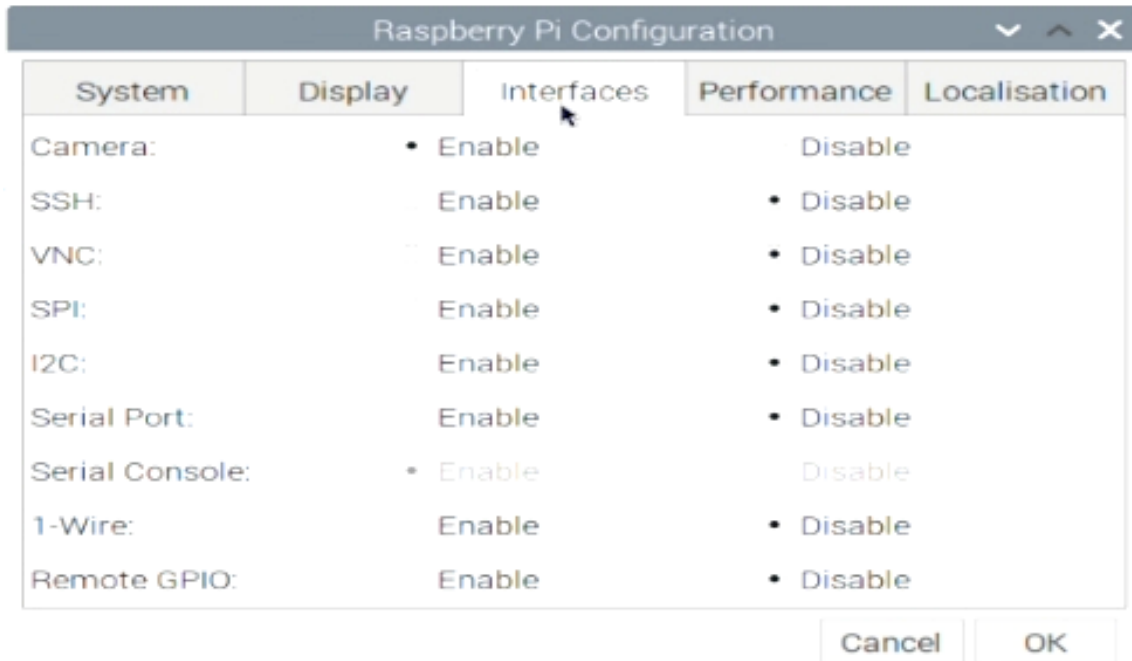 Raspberry Pi Configuration
System Display Interfaces Performance Localisation
Camera: • Enable Disable
SSH: Enable • Disable
VNC: Enable • Disable
SPI: Enable • Disable
I2C: Enable • Disable
Serial Port: Enable • Disable
Serial Console: • Enable Disable
1-Wire: Enable • Disable
Remote GPIO: Enable • Disable
Cancel OK